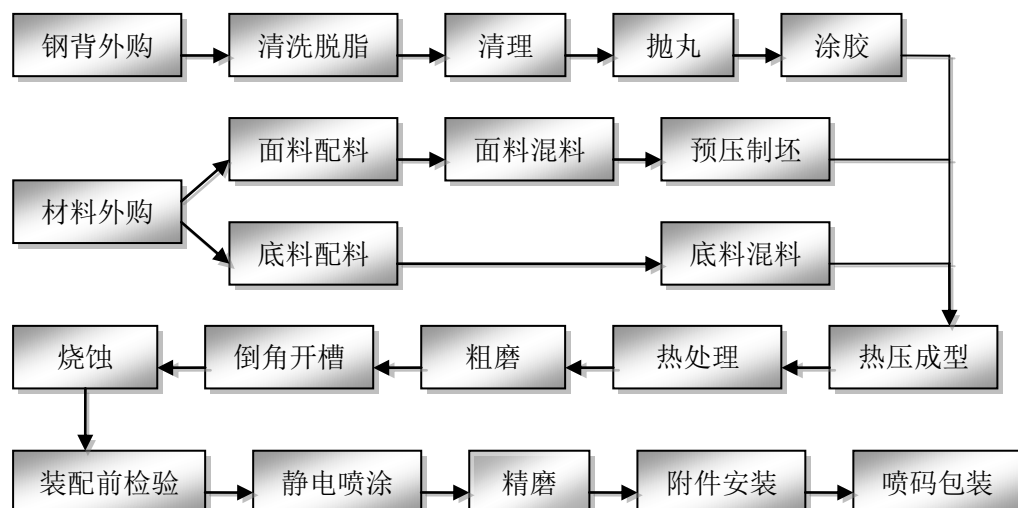 钢背外购
清洗脱脂
清理
抛丸
涂胶
面料配料
面料混料
预压制坯
材料外购
底料配料
底料混料
烧蚀
倒角开槽
粗磨
热处理
热压成型
装配前检验
静电喷涂
精磨
附件安装
喷码包装